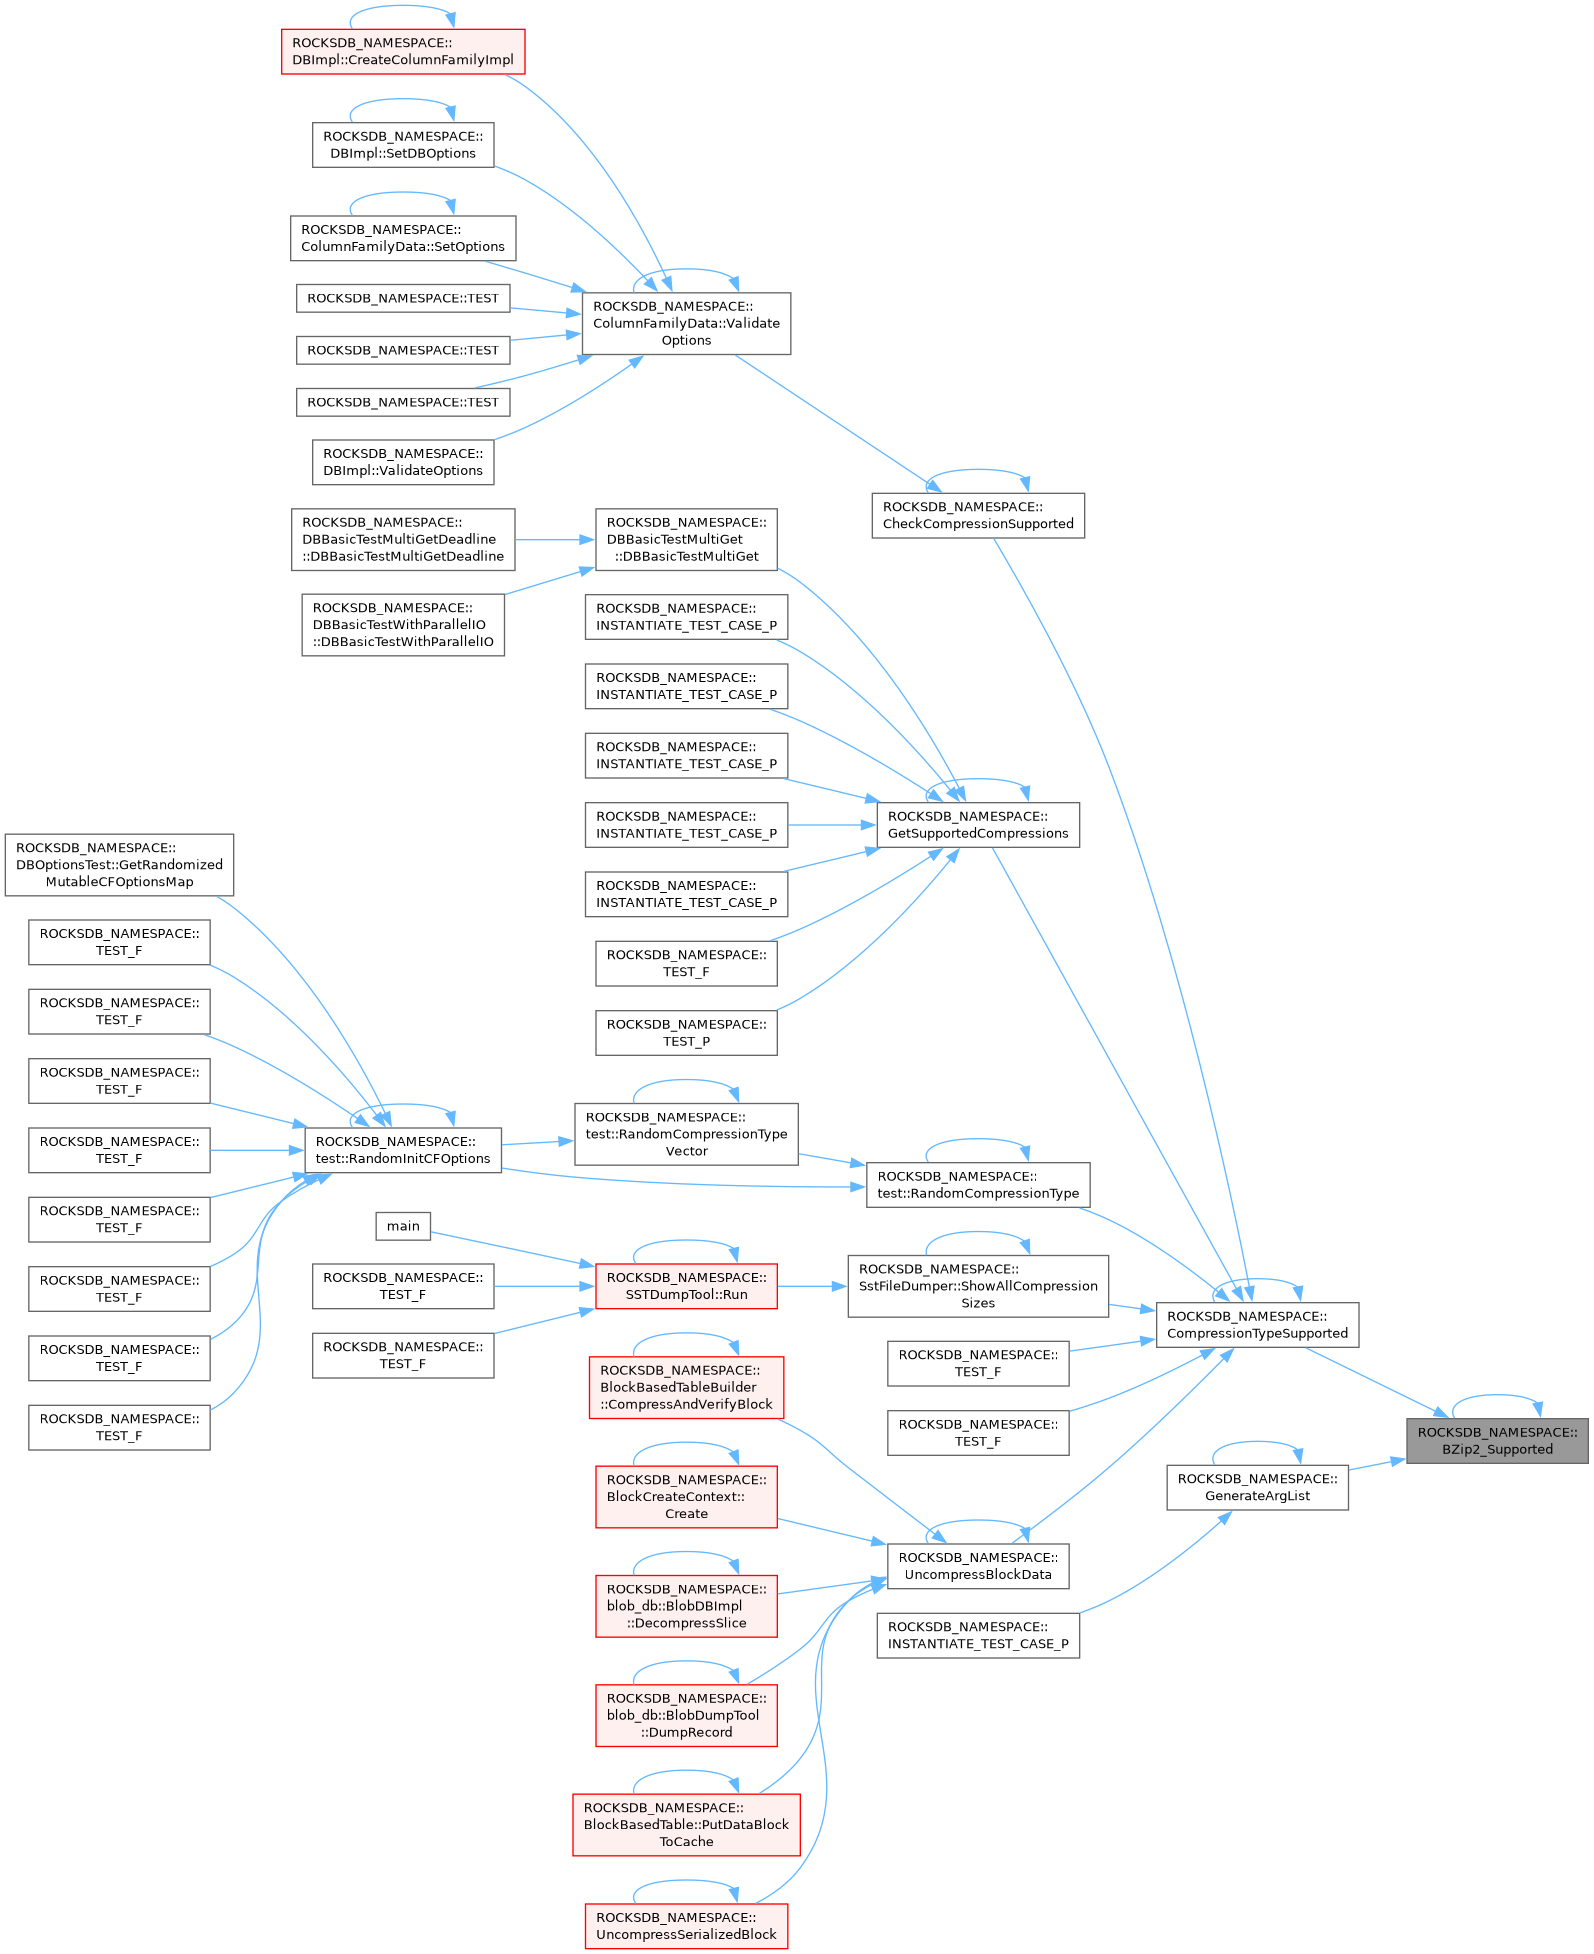 ROCKSDB_NAMESPACE::
DBImpl::CreateColumnFamilyImpl
ROCKSDB_NAMESPACE::
DBImpl::SetDBOptions
ROCKSDB_NAMESPACE::
ColumnFamilyData::SetOptions
ROCKSDB_NAMESPACE::TEST
ROCKSDB_NAMESPACE::TEST
ROCKSDB_NAMESPACE::TEST
ROCKSDB_NAMESPACE::
DBImpl::ValidateOptions
ROCKSDB_NAMESPACE::
ColumnFamilyData::Validate
Options
ROCKSDB_NAMESPACE::
CheckCompressionSupported
ROCKSDB_NAMESPACE::
DBBasicTestMultiGetDeadline
::DBBasicTestMultiGetDeadline
ROCKSDB_NAMESPACE::
DBBasicTestWithParallelIO
::DBBasicTestWithParallelIO
ROCKSDB_NAMESPACE::
DBBasicTestMultiGet
::DBBasicTestMultiGet
ROCKSDB_NAMESPACE::
INSTANTIATE_TEST_CASE_P
ROCKSDB_NAMESPACE::
INSTANTIATE_TEST_CASE_P
ROCKSDB_NAMESPACE::
INSTANTIATE_TEST_CASE_P
ROCKSDB_NAMESPACE::
INSTANTIATE_TEST_CASE_P
ROCKSDB_NAMESPACE::
INSTANTIATE_TEST_CASE_P
ROCKSDB_NAMESPACE::
TEST_F
ROCKSDB_NAMESPACE::
TEST_P
ROCKSDB_NAMESPACE::
GetSupportedCompressions
ROCKSDB_NAMESPACE::
DBOptionsTest::GetRandomized
MutableCFOptionsMap
ROCKSDB_NAMESPACE::
TEST_F
ROCKSDB_NAMESPACE::
TEST_F
ROCKSDB_NAMESPACE::
TEST_F
ROCKSDB_NAMESPACE::
TEST_F
ROCKSDB_NAMESPACE::
TEST_F
ROCKSDB_NAMESPACE::
TEST_F
ROCKSDB_NAMESPACE::
TEST_F
ROCKSDB_NAMESPACE::
TEST_F
ROCKSDB_NAMESPACE::
test::RandomInitCFOptions
ROCKSDB_NAMESPACE::
test::RandomCompressionType
Vector
ROCKSDB_NAMESPACE::
test::RandomCompressionType
main
ROCKSDB_NAMESPACE::
TEST_F
ROCKSDB_NAMESPACE::
TEST_F
ROCKSDB_NAMESPACE::
SSTDumpTool::Run
ROCKSDB_NAMESPACE::
SstFileDumper::ShowAllCompression
Sizes
ROCKSDB_NAMESPACE::
TEST_F
ROCKSDB_NAMESPACE::
TEST_F
ROCKSDB_NAMESPACE::
CompressionTypeSupported
ROCKSDB_NAMESPACE::
BZip2_Supported
ROCKSDB_NAMESPACE::
GenerateArgList
ROCKSDB_NAMESPACE::
BlockBasedTableBuilder
::CompressAndVerifyBlock
ROCKSDB_NAMESPACE::
BlockCreateContext::
Create
ROCKSDB_NAMESPACE::
blob_db::BlobDBImpl
::DecompressSlice
ROCKSDB_NAMESPACE::
blob_db::BlobDumpTool
::DumpRecord
ROCKSDB_NAMESPACE::
BlockBasedTable::PutDataBlock
ToCache
ROCKSDB_NAMESPACE::
UncompressSerializedBlock
ROCKSDB_NAMESPACE::
UncompressBlockData
ROCKSDB_NAMESPACE::
INSTANTIATE_TEST_CASE_P